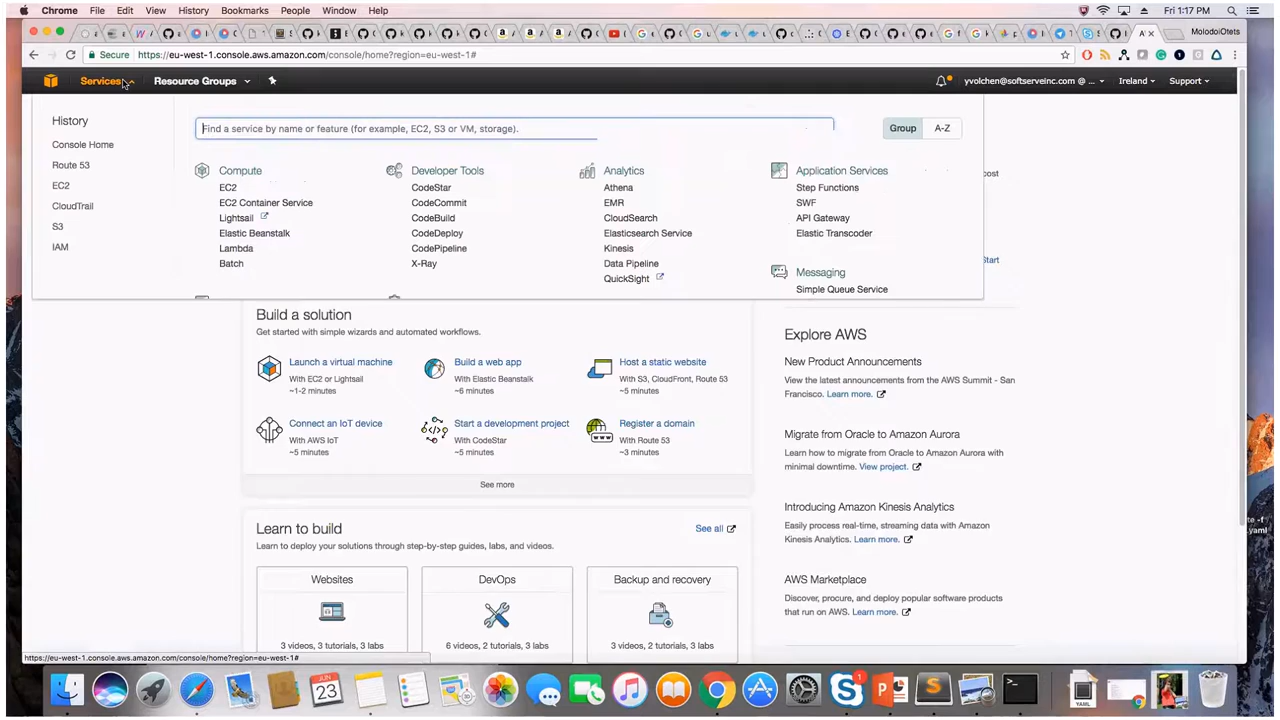 Chrome File Edit View History Bookmarks People Window Help
Fri 1:17 PM
MolodoiOtets
Secure https://eu-west-1.console.aws.amazon.com/console/home?region=eu-west-1#
Services Resource Groups
yvolchen@softserveinc.com @ ... Ireland Support
History
Console Home
Route 53
EC2
CloudTrail
S3
IAM
Find a service by name or feature (for example, EC2, S3 or VM, storage).
Group A-Z
Compute
EC2
EC2 Container Service
Lightsail
Elastic Beanstalk
Lambda
Batch
Developer Tools
CodeStar
CodeCommit
CodeBuild
CodeDeploy
CodePipeline
X-Ray
Analytics
Athena
EMR
CloudSearch
Elasticsearch Service
Kinesis
Data Pipeline
QuickSight
Application Services
Step Functions
SWF
API Gateway
Elastic Transcoder
Messaging
Simple Queue Service
cost
Start
Build a solution
Get started with simple wizards and automated workflows.
Launch a virtual machine
With EC2 or Lightsail
~1-2 minutes
Build a web app
With Elastic Beanstalk
~6 minutes
Host a static website
With S3, CloudFront, Route 53
~5 minutes
Connect an IoT device
With AWS IoT
~5 minutes
Start a development project
With CodeStar
~5 minutes
Register a domain
With Route 53
~3 minutes
See more
Learn to build
See all
Learn to deploy your solutions through step-by-step guides, labs, and videos.
Websites
3 videos, 3 tutorials, 3 labs
DevOps
6 videos, 2 tutorials, 3 labs
Backup and recovery
3 videos, 2 tutorials, 3 labs
Explore AWS
New Product Announcements
View the latest announcements from the AWS Summit - San
Francisco. Learn more.
Migrate from Oracle to Amazon Aurora
Learn how to migrate from Oracle to Amazon Aurora with
minimal downtime. View project.
Introducing Amazon Kinesis Analytics
Easily process real-time, streaming data with Amazon
Kinesis Analytics. Learn more.
AWS Marketplace
Discover, procure, and deploy popular software products
that run on AWS. Learn more.
https://eu-west-1.console.aws.amazon.com/console/home?region=eu-west-1#
JUN
23
1
YAML